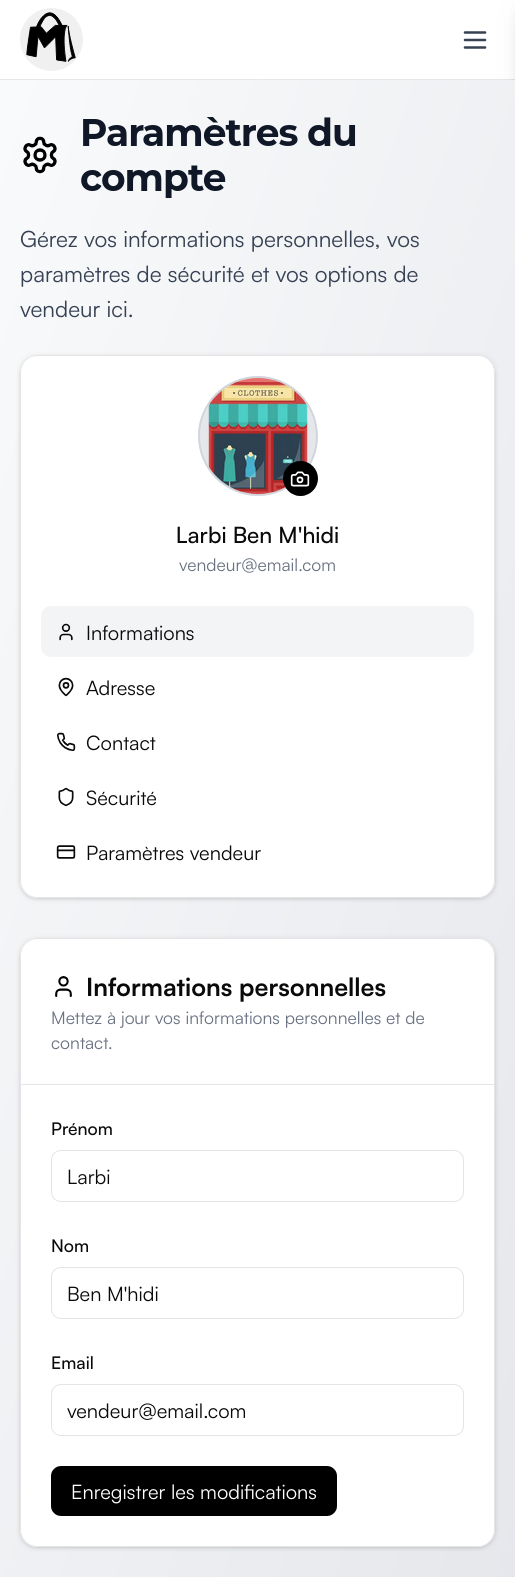 M
Paramètres du
compte
Gérez vos informations personnelles, vos
paramètres de sécurité et vos options de
vendeur ici.
CLOTHES
Larbi Ben M'hidi
vendeur@email.com
Informations
Adresse
Contact
Sécurité
Paramètres vendeur
Informations personnelles
Mettez à jour vos informations personnelles et de
contact.
Prénom
Larbi
Nom
Ben M'hidi
Email
vendeur@email.com
Enregistrer les modifications